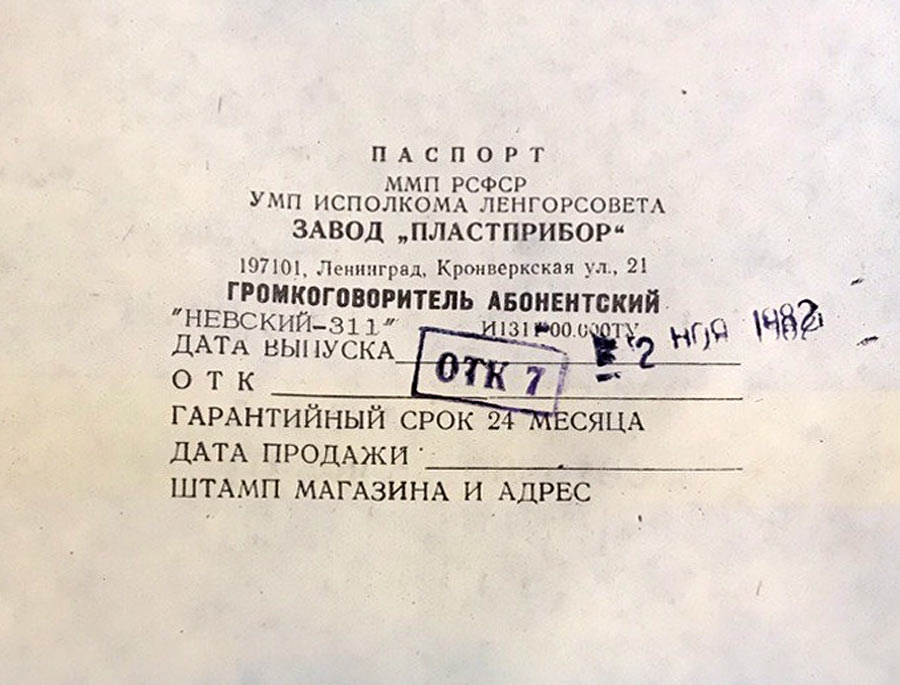 ПАСПОРТ
ММП РСФСР
УМП ИСПОЛКОМА ЛЕНГОРСОВЕТА
ЗАВОД „ПЛАСТПРИБОР“
197101, Ленинград, Кронверкская ул., 21
ГРОМКОГОВОРИТЕЛЬ АБОНЕНТСКИЙ
"НЕВСКИЙ-311"
ДАТА ВЫПУСКА 2 НОЯ 1982
ОТК ОТК 7
ГАРАНТИЙНЫЙ СРОК 24 МЕСЯЦА
ДАТА ПРОДАЖИ
ШТАМП МАГАЗИНА И АДРЕС